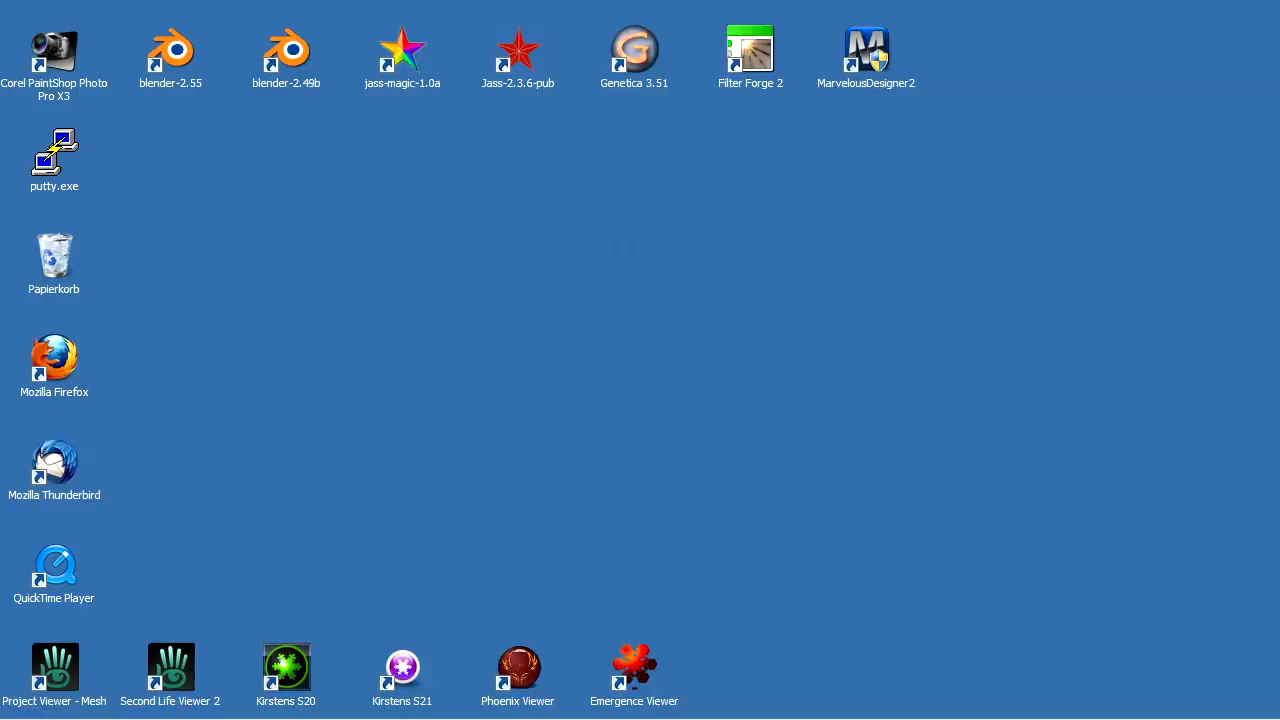 Corel PaintShop Photo
Pro X3
blender-2.55
blender-2.49b
jass-magic-1.0a
Jass-2.3.6-pub
Genetica 3.51
Filter Forge 2
MarvelousDesigner2
putty.exe
Papierkorb
Mozilla Firefox
Mozilla Thunderbird
QuickTime Player
Project Viewer - Mesh
Second Life Viewer 2
Kirstens S20
Kirstens S21
Phoenix Viewer
Emergence Viewer